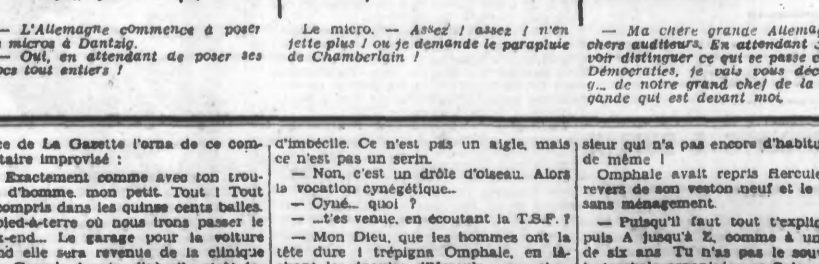 — L'Allemagne commence à poser
micros à Dantzig.
— Oui, en attendant de poser ses
tout entiers !
Le micro. — Assez ! assez ! n'en
jette plus ! ou je demande le parapluie
de Chamberlain !
— Ma chère grande
chers auditeurs. En attendant
voir distinguer ce qui se passe
Démocraties, je vais vous
g... de notre grand chef de la
gande qui est devant moi.
ce de La Gazette l'orna de ce com-
taire improvisé :
Exactement comme avec ton trou-
d'homme, mon petit. Tout ! Tout
compris dans les quinze cents balles.
pied-à-terre où nous irons passer le
k-end... Le garage pour la voiture
nd elle sera revenue de la clinique
d'imbécile. Ce n'est pas un aigle, mais
ce n'est pas un serin.
— Non, c'est un drôle d'oiseau. Alors
la vocation cynégétique...
— Cyné... quoi ?
— ...t'es venue, en écoutant la T.S.F. ?
— Mon Dieu, que les hommes ont la
tête dure ! trépigna Omphale, en lâ-
sieur qui n'a pas encore d'habitu
de même !
Omphale avait repris Hercule
revers de son veston neuf et le
sans ménagement.
— Puisqu'il faut tout t'expliq
puis A jusqu'à Z, comme à un
de six ans Tu n'as pas le sou